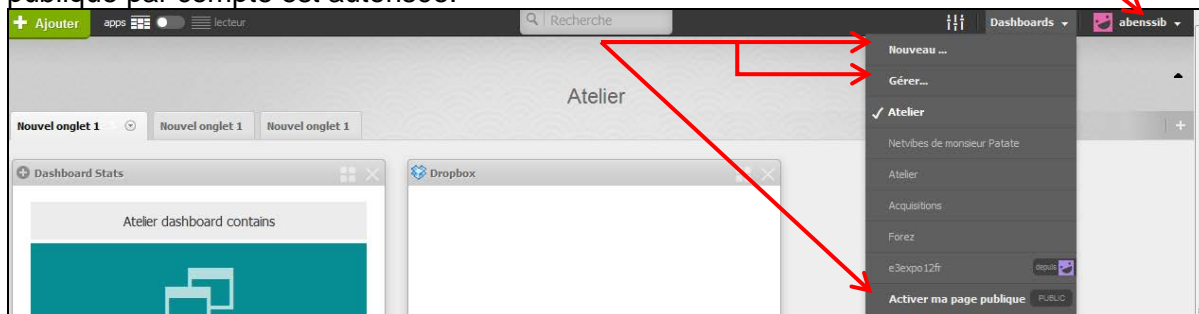 publique par compte est autorisée.
Ajouter apps lecteur Recherche Dashboards abenssib
Nouveau ...
Gérer...
Atelier
Nouvel onglet 1 Nouvel onglet 1 Nouvel onglet 1
Atelier
Netvibes de monsieur Patate
Dashboard Stats Dropbox
Atelier
Acquisitions
Atelier dashboard contains
Forez
e3expo12fr depuis
Activer ma page publique PUBLIC